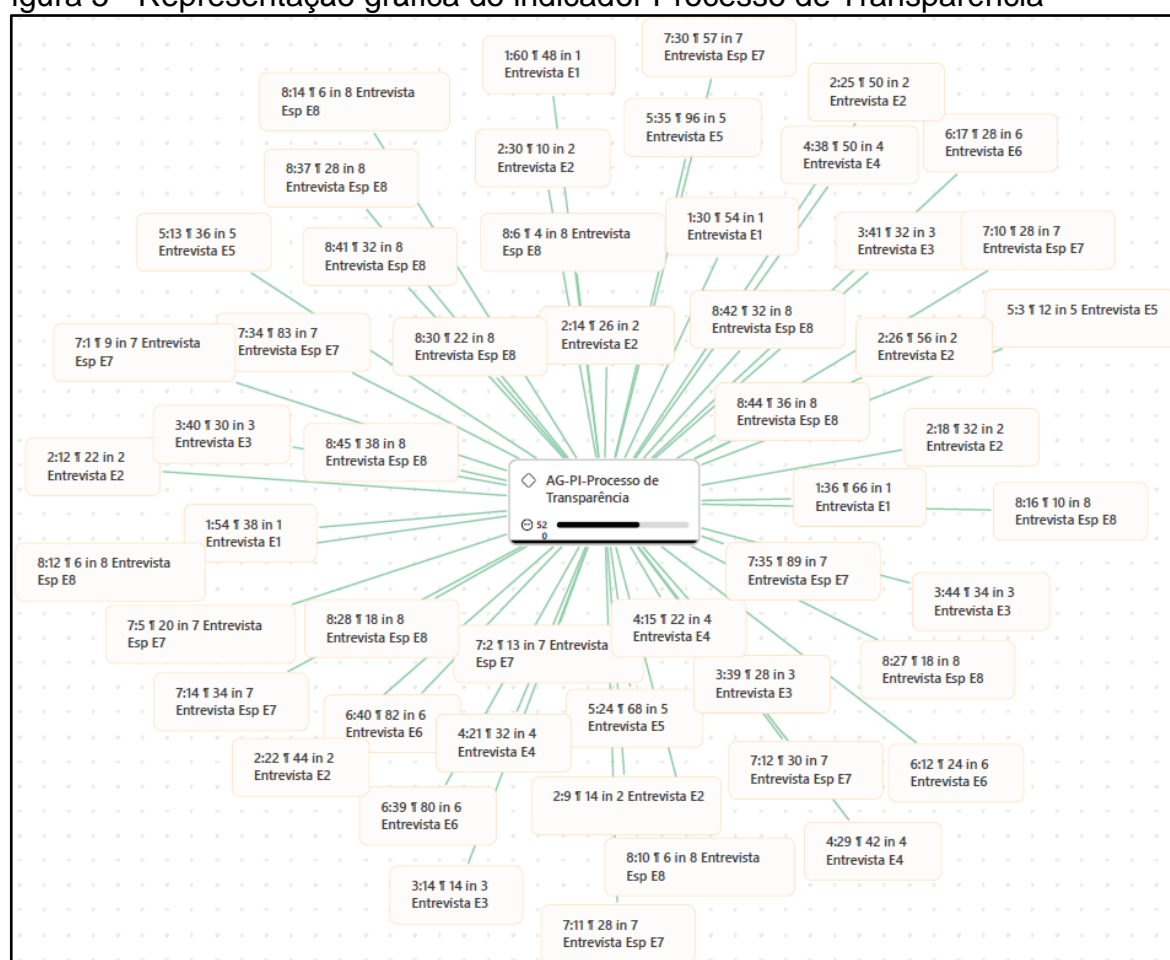 igura 5 - Representação gráfica do indicador Processo de Transparência
7:30 ¶ 57 in 7
Entrevista Esp E7
1:60 ¶ 48 in 1
Entrevista E1
2:25 ¶ 50 in 2
Entrevista E2
8:14 ¶ 6 in 8 Entrevista
Esp E8
5:35 ¶ 96 in 5
Entrevista E5
6:17 ¶ 28 in 6
Entrevista E6
2:30 ¶ 10 in 2
Entrevista E2
4:38 ¶ 50 in 4
Entrevista E4
8:37 ¶ 28 in 8
Entrevista Esp E8
1:30 ¶ 54 in 1
Entrevista E1
5:13 ¶ 36 in 5
Entrevista E5
8:41 ¶ 32 in 8
Entrevista Esp E8
8:6 ¶ 4 in 8 Entrevista
Esp E8
3:41 ¶ 32 in 3
Entrevista E3
7:10 ¶ 28 in 7
Entrevista Esp E7
8:42 ¶ 32 in 8
Entrevista Esp E8
5:3 ¶ 12 in 5 Entrevista E5
7:1 ¶ 9 in 7 Entrevista
Esp E7
7:34 ¶ 83 in 7
Entrevista Esp E7
8:30 ¶ 22 in 8
Entrevista Esp E8
2:14 ¶ 26 in 2
Entrevista E2
2:26 ¶ 56 in 2
Entrevista E2
8:44 ¶ 36 in 8
Entrevista Esp E8
3:40 ¶ 30 in 3
Entrevista E3
8:45 ¶ 38 in 8
Entrevista Esp E8
2:18 ¶ 32 in 2
Entrevista E2
2:12 ¶ 22 in 2
Entrevista E2
AG-PI-Processo de
Transparência
52
0
1:36 ¶ 66 in 1
Entrevista E1
8:16 ¶ 10 in 8
Entrevista Esp E8
1:54 ¶ 38 in 1
Entrevista E1
8:12 ¶ 6 in 8 Entrevista
Esp E8
7:35 ¶ 89 in 7
Entrevista Esp E7
3:44 ¶ 34 in 3
Entrevista E3
7:5 ¶ 20 in 7 Entrevista
Esp E7
8:28 ¶ 18 in 8
Entrevista Esp E8
7:2 ¶ 13 in 7 Entrevista
Esp E7
4:15 ¶ 22 in 4
Entrevista E4
8:27 ¶ 18 in 8
Entrevista Esp E8
3:39 ¶ 28 in 3
Entrevista E3
7:14 ¶ 34 in 7
Entrevista Esp E7
6:40 ¶ 82 in 6
Entrevista E6
4:21 ¶ 32 in 4
Entrevista E4
5:24 ¶ 68 in 5
Entrevista E5
2:22 ¶ 44 in 2
Entrevista E2
7:12 ¶ 30 in 7
Entrevista Esp E7
6:12 ¶ 24 in 6
Entrevista E6
6:39 ¶ 80 in 6
Entrevista E6
2:9 ¶ 14 in 2 Entrevista E2
4:29 ¶ 42 in 4
Entrevista E4
8:10 ¶ 6 in 8 Entrevista
Esp E8
3:14 ¶ 14 in 3
Entrevista E3
7:11 ¶ 28 in 7
Entrevista Esp E7